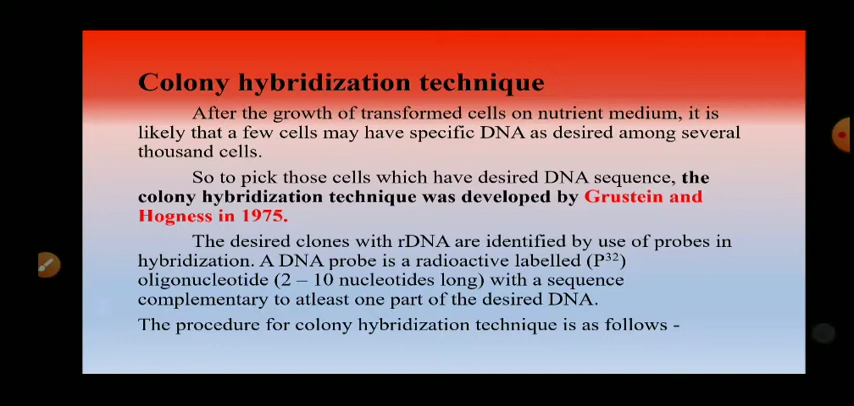 Colony hybridization technique
After the growth of transformed cells on nutrient medium, it is
likely that a few cells may have specific DNA as desired among several
thousand cells.
So to pick those cells which have desired DNA sequence, the
colony hybridization technique was developed by Grustein and
Hogness in 1975.
The desired clones with rDNA are identified by use of probes in
hybridization. A DNA probe is a radioactive labelled (P³²)
oligonucleotide (2 – 10 nucleotides long) with a sequence
complementary to atleast one part of the desired DNA.
The procedure for colony hybridization technique is as follows -